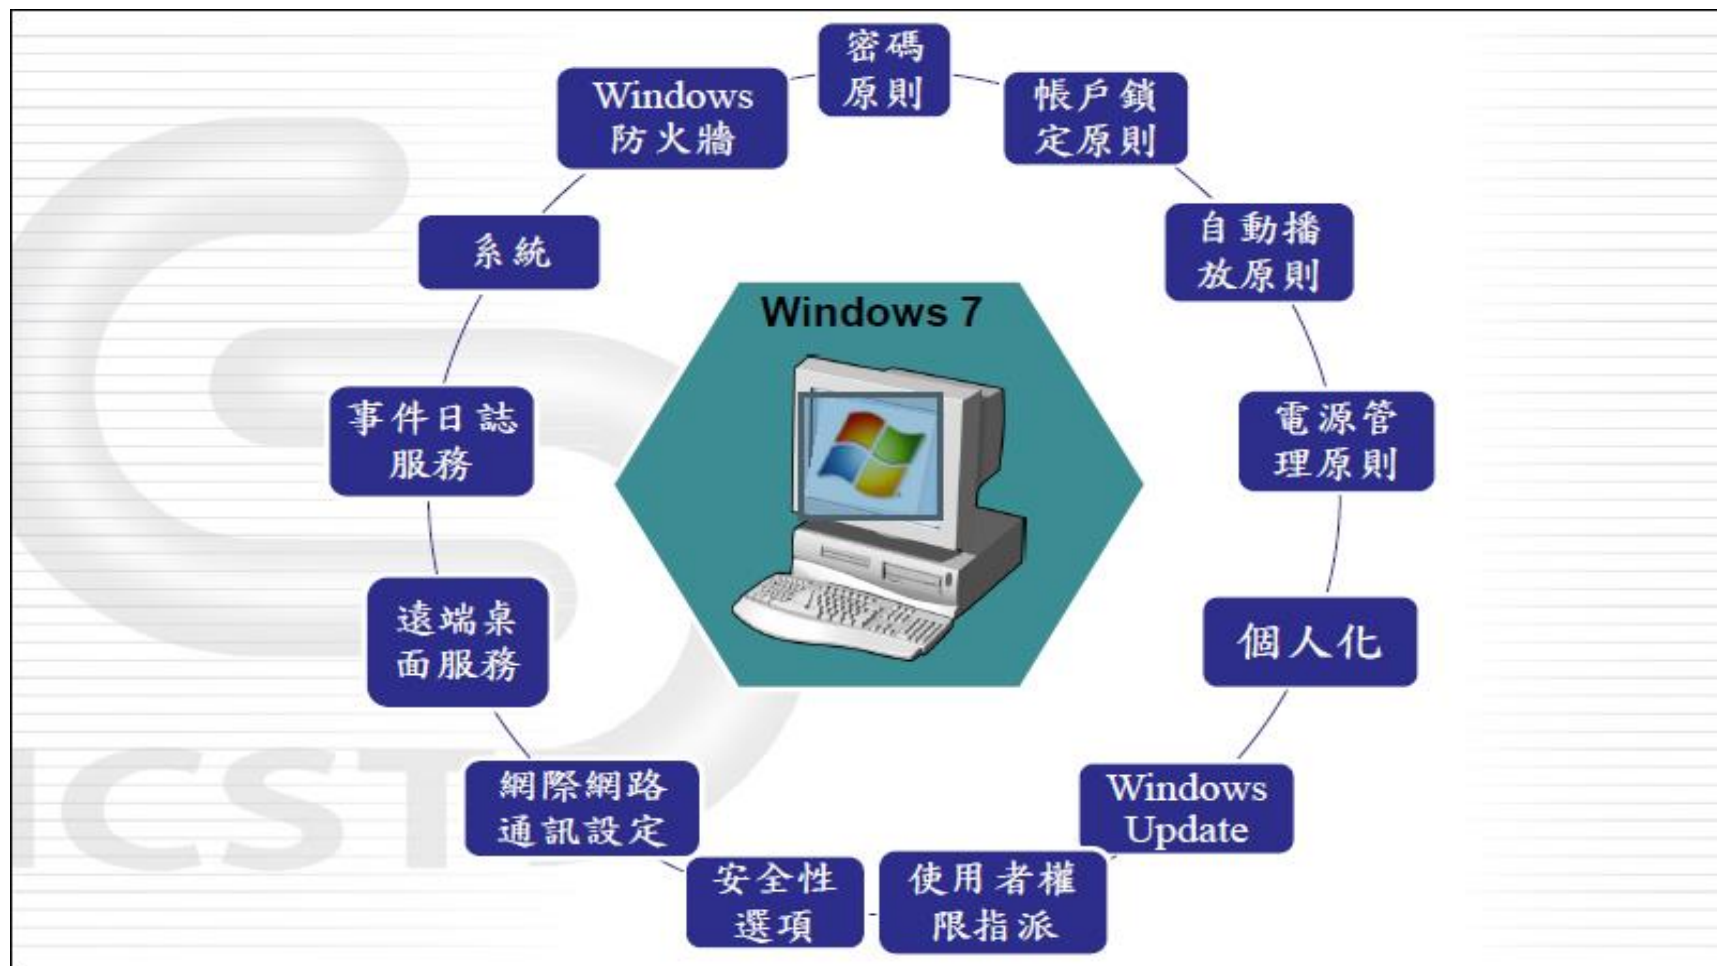 密碼
原則
帳戶鎖
定原則
自動播
放原則
電源管
理原則
個人化
Windows
Update
使用者權
限指派
安全性
選項
網際網路
通訊設定
遠端桌
面服務
事件日誌
服務
系統
Windows
防火牆
Windows 7
ICST